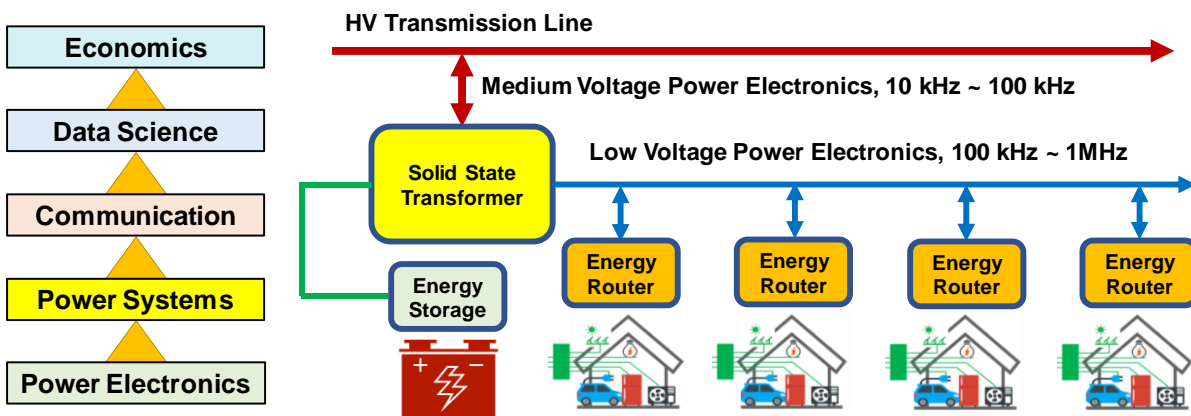 Economics
Data Science
Communication
Power Systems
Power Electronics
HV Transmission Line
Medium Voltage Power Electronics, 10 kHz ~ 100 kHz
Solid State
Transformer
Low Voltage Power Electronics, 100 kHz ~ 1MHz
Energy
Storage
Energy
Router
Energy
Router
Energy
Router
Energy
Router